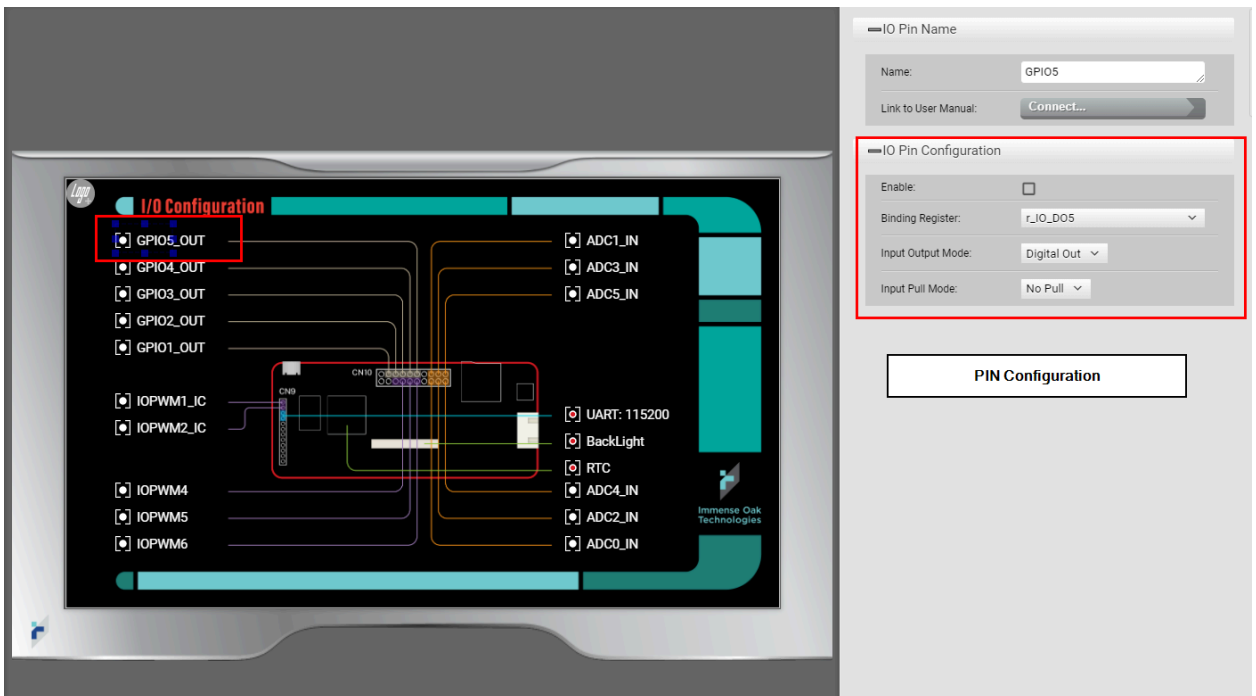 Logo
I/O Configuration
GPIO5_OUT
GPIO4_OUT
GPIO3_OUT
GPIO2_OUT
GPIO1_OUT
IOPWM1_IC
IOPWM2_IC
IOPWM4
IOPWM5
IOPWM6
CN10
CN9
ADC1_IN
ADC3_IN
ADC5_IN
UART: 115200
BackLight
RTC
ADC4_IN
ADC2_IN
ADC0_IN
Immense Oak
Technologies
IO Pin Name
Name: GPIO5
Link to User Manual: Connect...
IO Pin Configuration
Enable:
Binding Register: r_IO_DO5
Input Output Mode: Digital Out
Input Pull Mode: No Pull
PIN Configuration